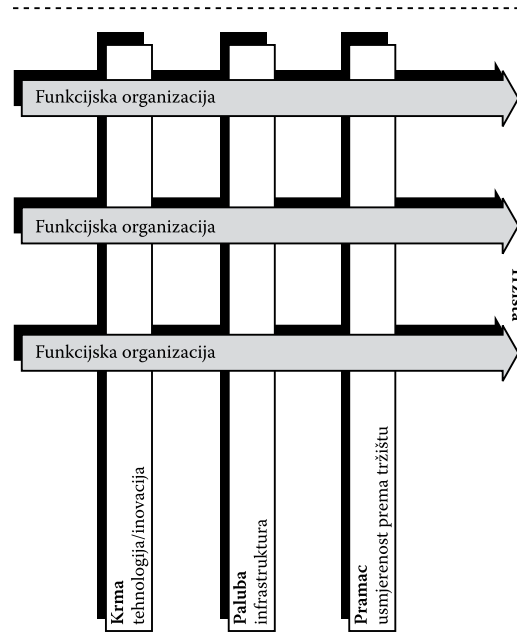 Funkcijska organizacija
Funkcijska organizacija
Funkcijska organizacija
Krma
tehnologija/inovacija
Paluba
infrastruktura
Pramac
usmjerenost prema tržištu